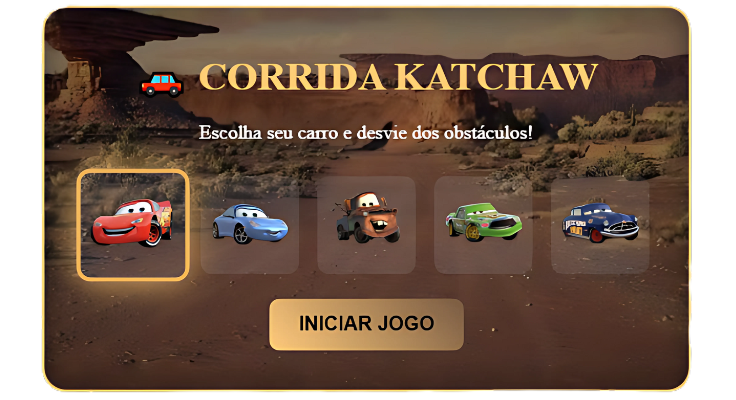 CORRIDA KATCHAW
Escolha seu carro e desvie dos obstáculos!
INICIAR JOGO